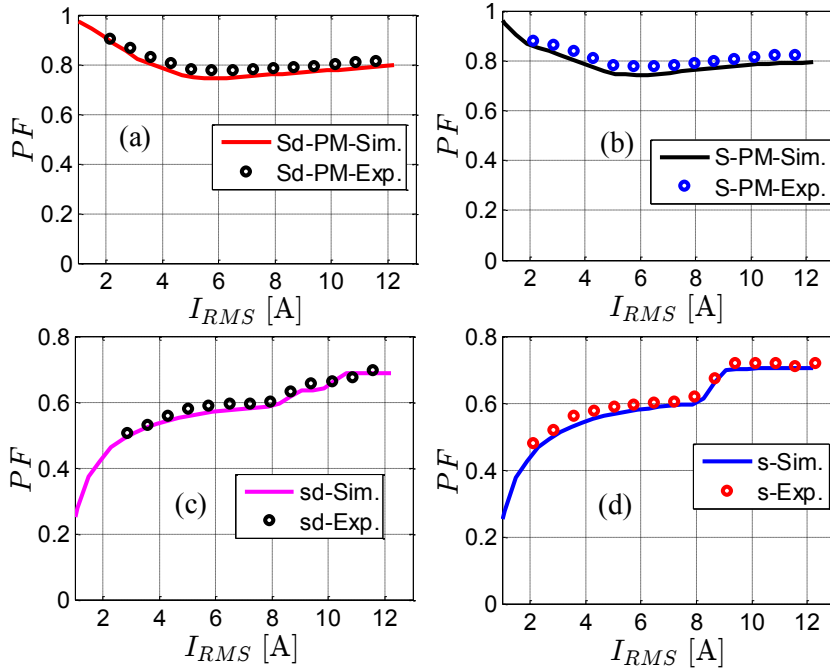 1
0.8
0.6
0.4
0.2
0
PF
(a)
Sd-PM-Sim.
Sd-PM-Exp.
2 4 6 8 10 12
I_RMS [A]
1
0.8
0.6
0.4
0.2
0
PF
(b)
S-PM-Sim.
S-PM-Exp.
2 4 6 8 10 12
I_RMS [A]
0.8
0.6
0.4
0.2
0
PF
(c)
sd-Sim.
sd-Exp.
2 4 6 8 10 12
I_RMS [A]
0.8
0.6
0.4
0.2
0
PF
(d)
s-Sim.
s-Exp.
2 4 6 8 10 12
I_RMS [A]